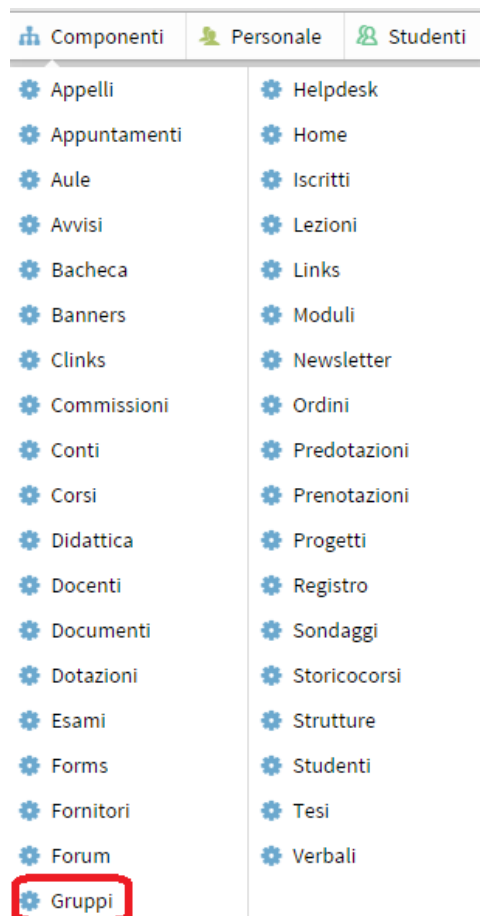 Componenti Personale Studenti
Appelli
Appuntamenti
Aule
Avvisi
Bacheca
Banners
Clinks
Commissioni
Conti
Corsi
Didattica
Docenti
Documenti
Dotazioni
Esami
Forms
Fornitori
Forum
Gruppi
Helpdesk
Home
Iscritti
Lezioni
Links
Moduli
Newsletter
Ordini
Predotazioni
Prenotazioni
Progetti
Registro
Sondaggi
Storicocorsi
Strutture
Studenti
Tesi
Verbali